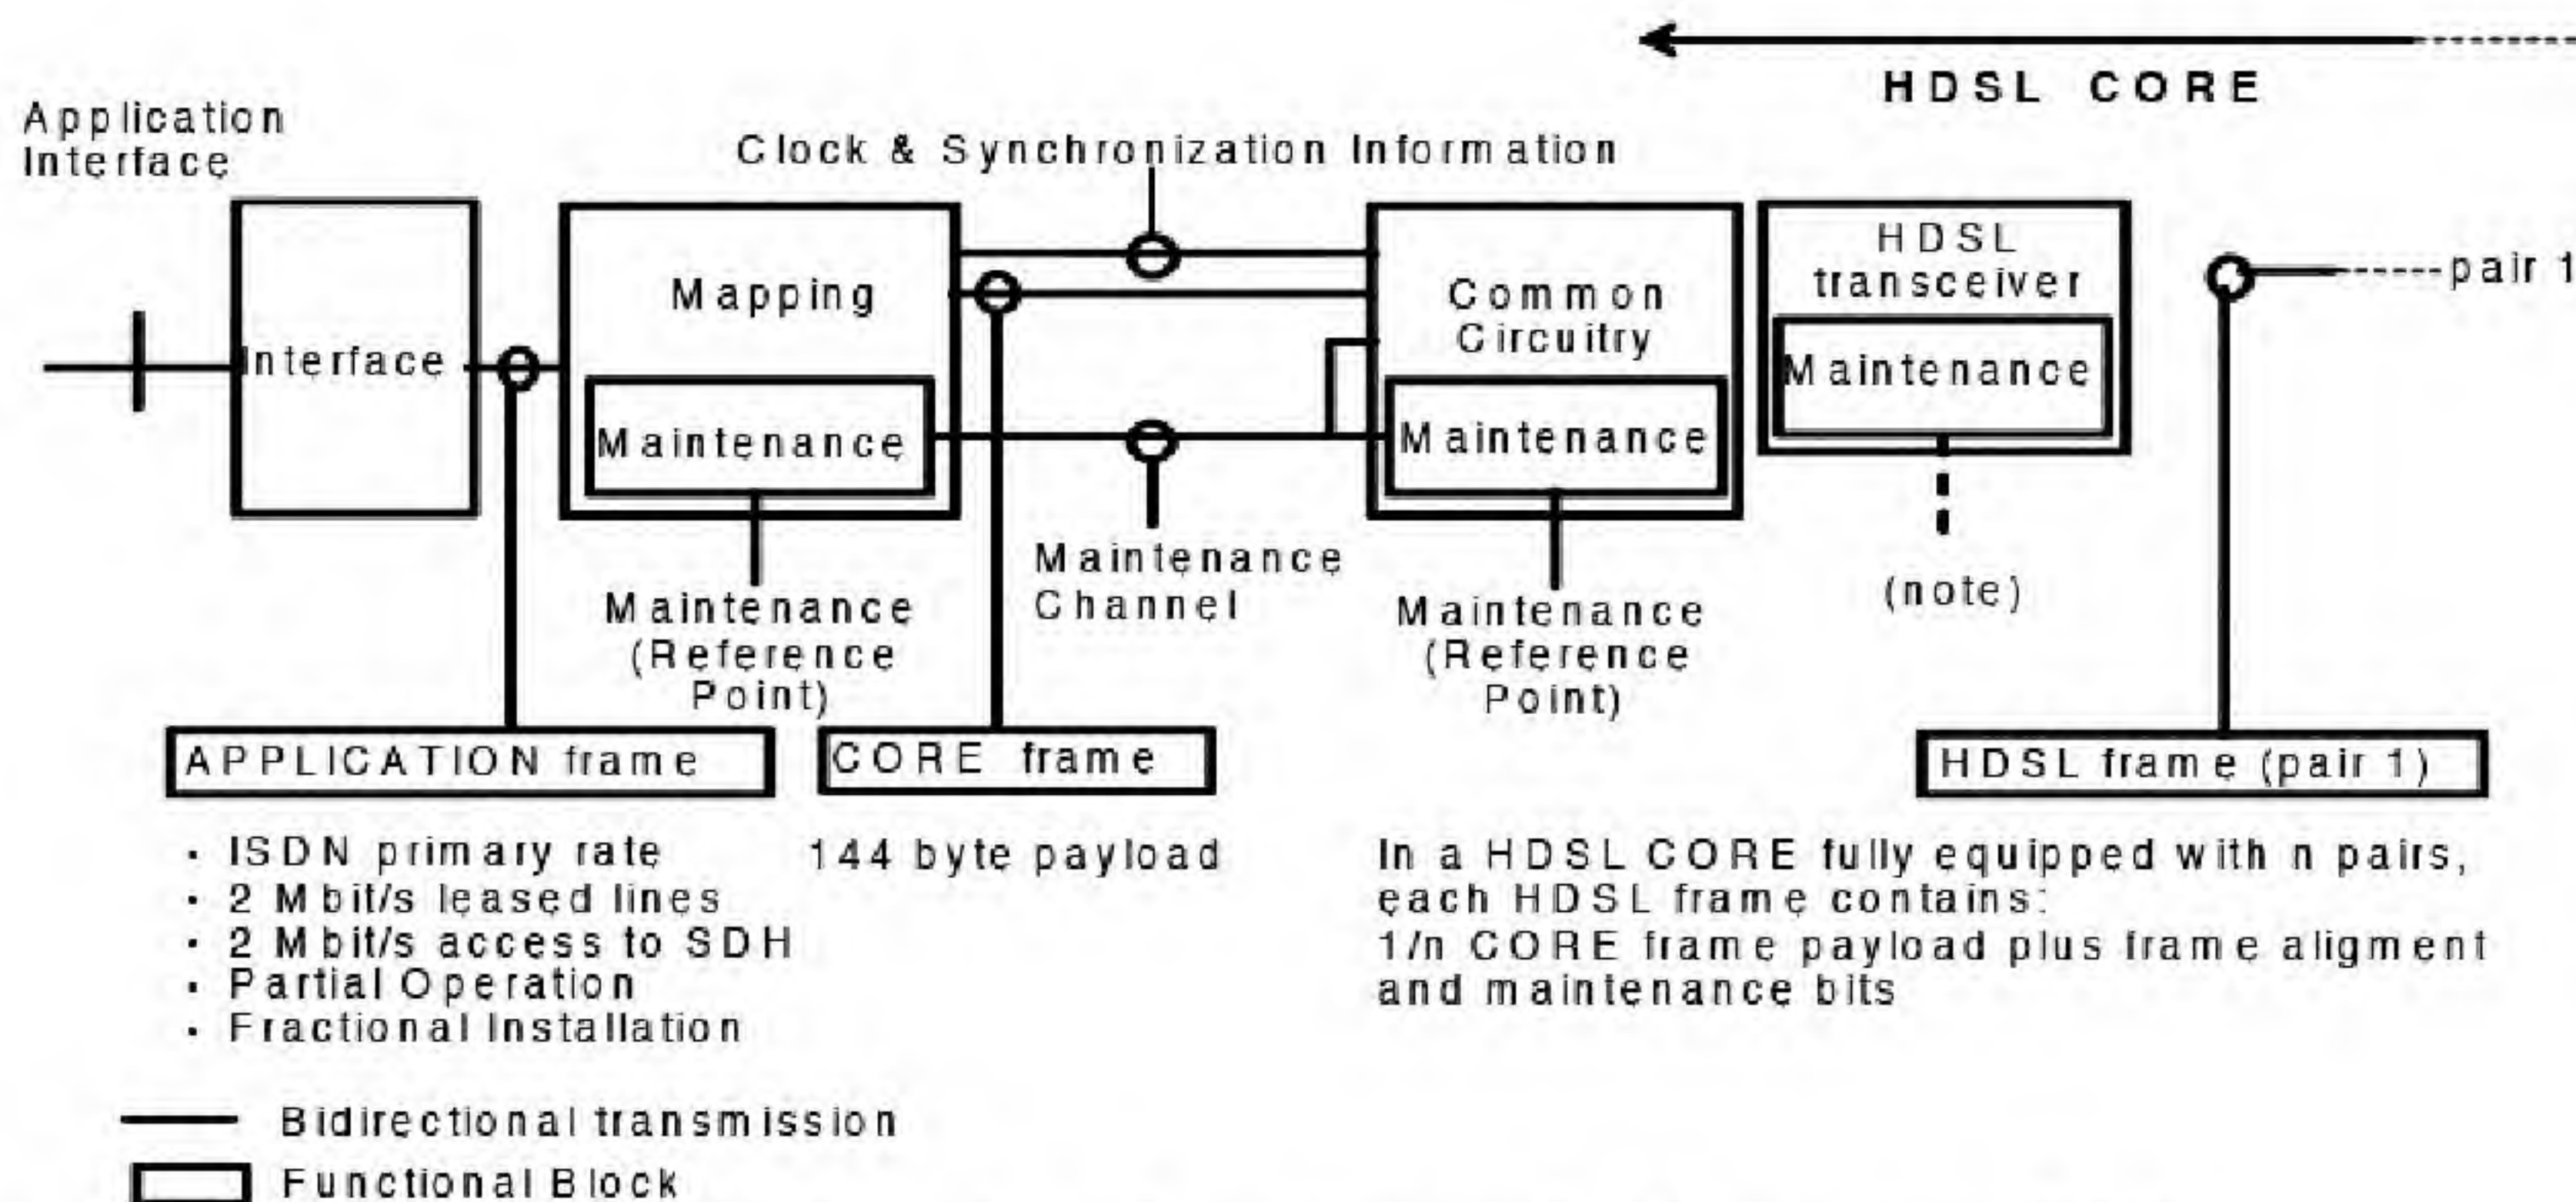 HDSL CORE
Application
Interface
Clock & Synchronization Information
Interface
Mapping
Maintenance
Common
Circuitry
Maintenance
HDSL
transceiver
Maintenance
pair 1
Maintenance
(Reference
Point)
Maintenance
Channel
Maintenance
(Reference
Point)
(note)
APPLICATION frame
CORE frame
HDSL frame (pair 1)
· ISDN primary rate
· 2 Mbit/s leased lines
· 2 Mbit/s access to SDH
· Partial Operation
· Fractional Installation
144 byte payload
In a HDSL CORE fully equipped with n pairs,
each HDSL frame contains:
1/n CORE frame payload plus frame aligment
and maintenance bits
Bidirectional transmission
Functional Block